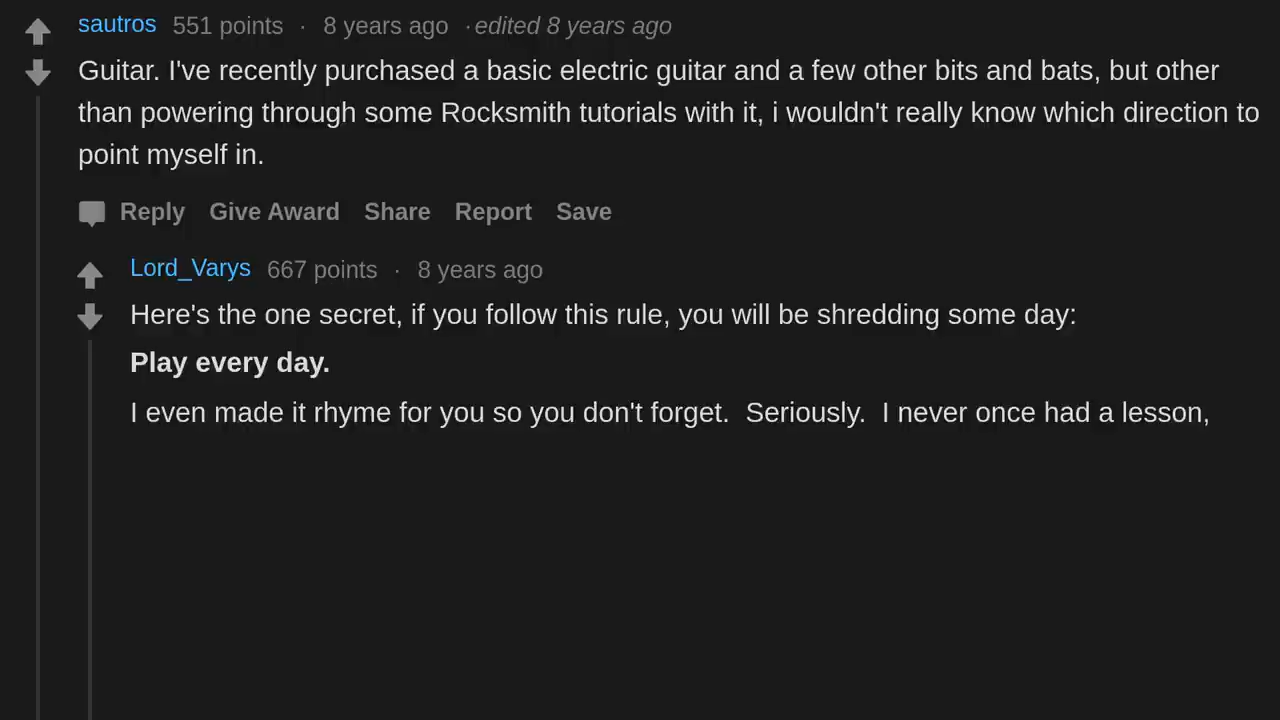 sautros 551 points · 8 years ago · edited 8 years ago
Guitar. I've recently purchased a basic electric guitar and a few other bits and bats, but other
than powering through some Rocksmith tutorials with it, i wouldn't really know which direction to
point myself in.
Reply Give Award Share Report Save
Lord_Varys 667 points · 8 years ago
Here's the one secret, if you follow this rule, you will be shredding some day:
Play every day.
I even made it rhyme for you so you don't forget.  Seriously.  I never once had a lesson,